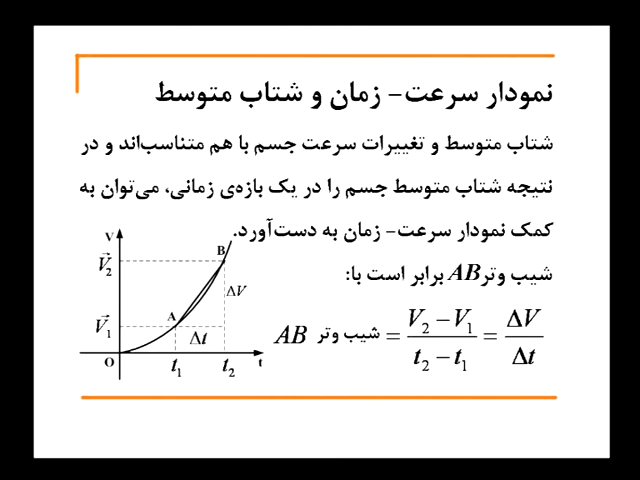 نمودار سرعت- زمان و شتاب متوسط
شتاب متوسط و تغییرات سرعت جسم با هم متناسب‌اند و در
نتیجه شتاب متوسط جسم را در یک بازه‌ی زمانی، می‌توان به
کمک نمودار سرعت- زمان به دست‌آورد.
شیب وتر AB برابر است با:
شیب وتر AB = (V₂ − V₁) / (t₂ − t₁) = ΔV / Δt
V
V⃗₂
B
ΔV
V⃗₁
A
Δt
O
t₁
t₂
t